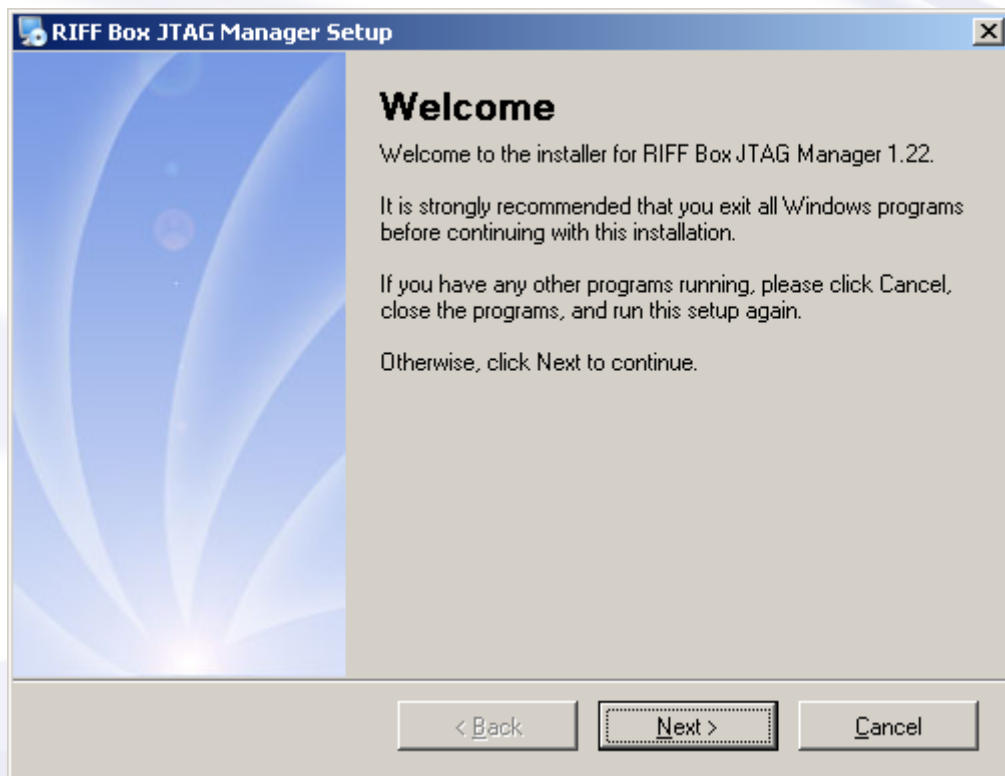 RIFF Box JTAG Manager Setup
Welcome
Welcome to the installer for RIFF Box JTAG Manager 1.22.
It is strongly recommended that you exit all Windows programs
before continuing with this installation.
If you have any other programs running, please click Cancel,
close the programs, and run this setup again.
Otherwise, click Next to continue.
< Back
Next >
Cancel